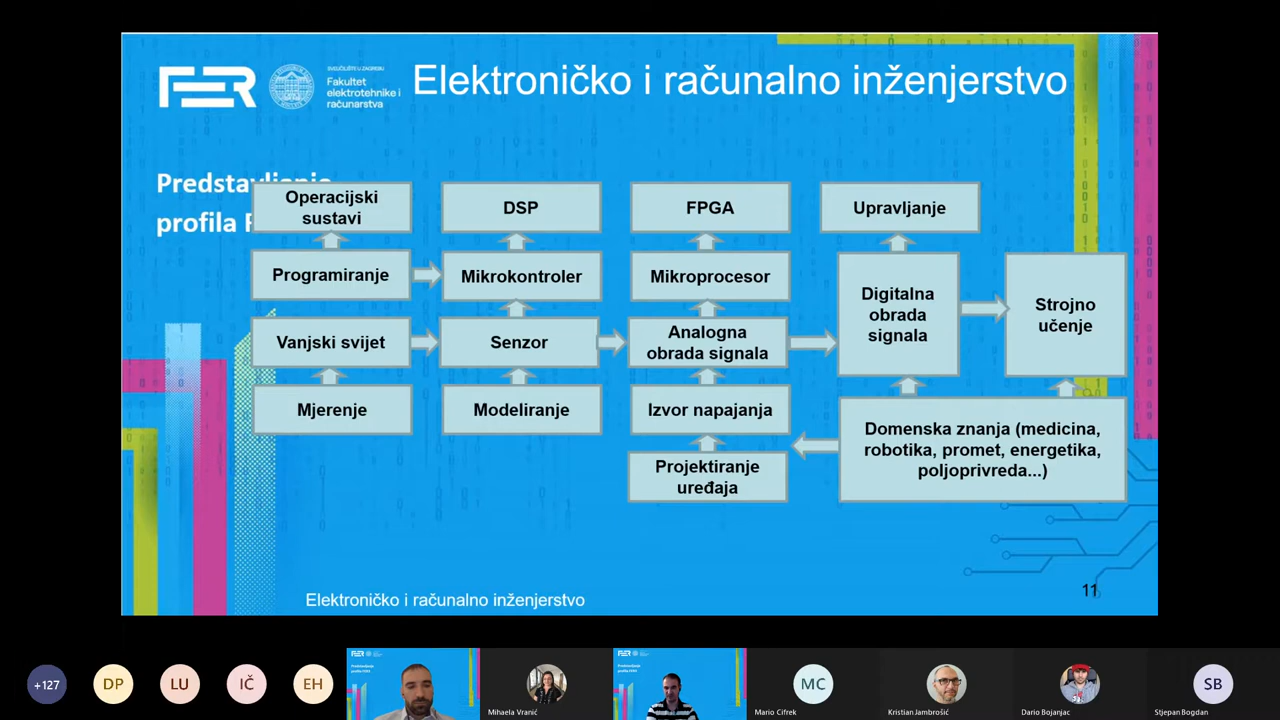 FER
SVEUČILIŠTE U ZAGREBU
Fakultet
elektrotehnike i
računarstva
Elektroničko i računalno inženjerstvo
Predstavljanje
profila F
Operacijski
sustavi
DSP
FPGA
Upravljanje
Programiranje
Mikrokontroler
Mikroprocesor
Digitalna
obrada
signala
Strojno
učenje
Vanjski svijet
Senzor
Analogna
obrada signala
Mjerenje
Modeliranje
Izvor napajanja
Domenska znanja (medicina,
robotika, promet, energetika,
poljoprivreda...)
Projektiranje
uređaja
Elektroničko i računalno inženjerstvo
11
+127
DP
LU
IČ
EH
Mihaela Vranić
MC
Mario Cifrek
Kristian Jambrošić
Dario Bojanjac
SB
Stjepan Bogdan